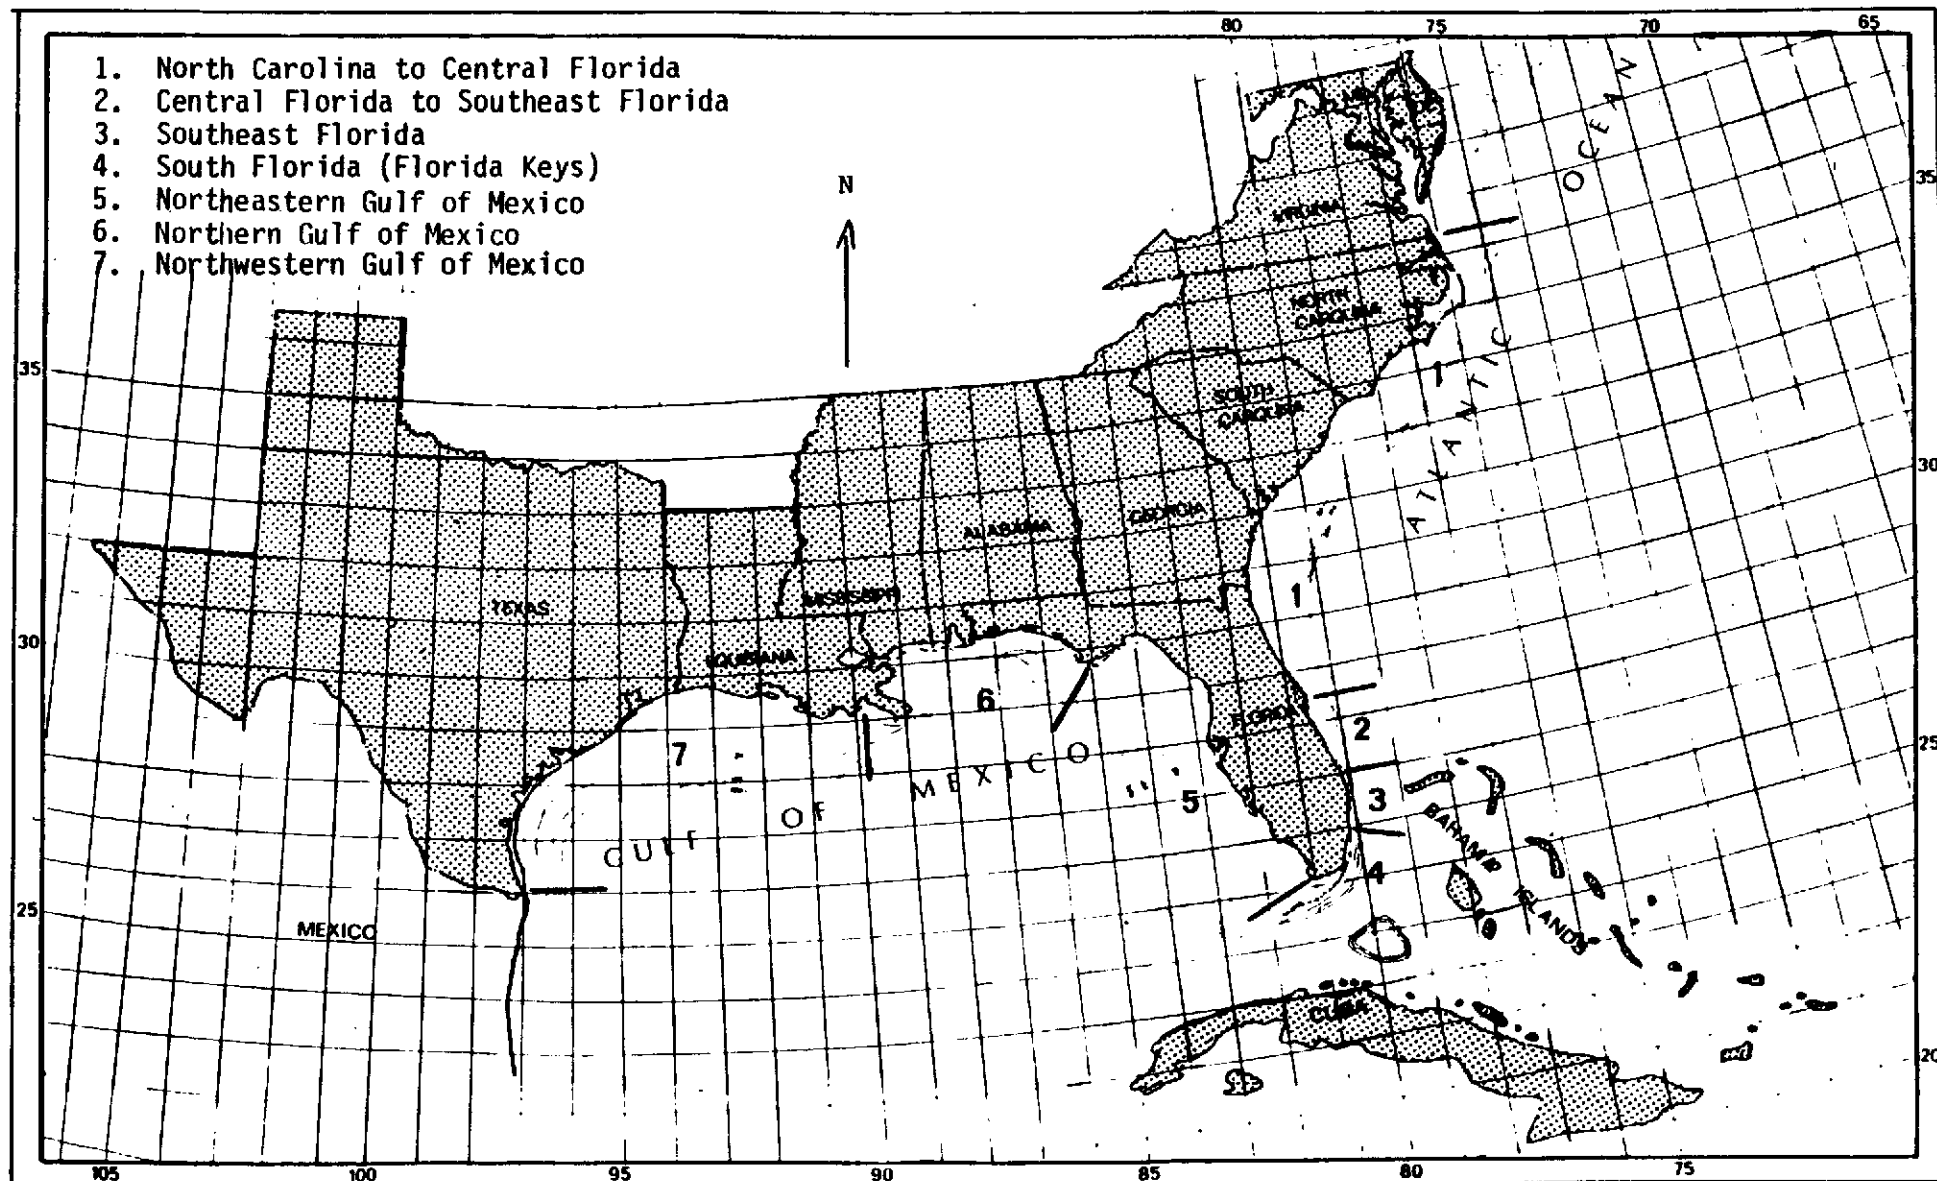 80 75 70 65
1. North Carolina to Central Florida
2. Central Florida to Southeast Florida
3. Southeast Florida
4. South Florida (Florida Keys)
5. Northeastern Gulf of Mexico
6. Northern Gulf of Mexico
7. Northwestern Gulf of Mexico
N
ATLANTIC OCEAN
35
VIRGINIA
NORTH
CAROLINA
35
SOUTH
CAROLINA
30
GEORGIA
ALABAMA
MISSISSIPPI
TEXAS
LOUISIANA
30
1
FLORIDA
2
25
6
7
GULF OF MEXICO
5
3
4
BAHAMA ISLANDS
25
MEXICO
CUBA
20
105 100 95 90 85 80 75